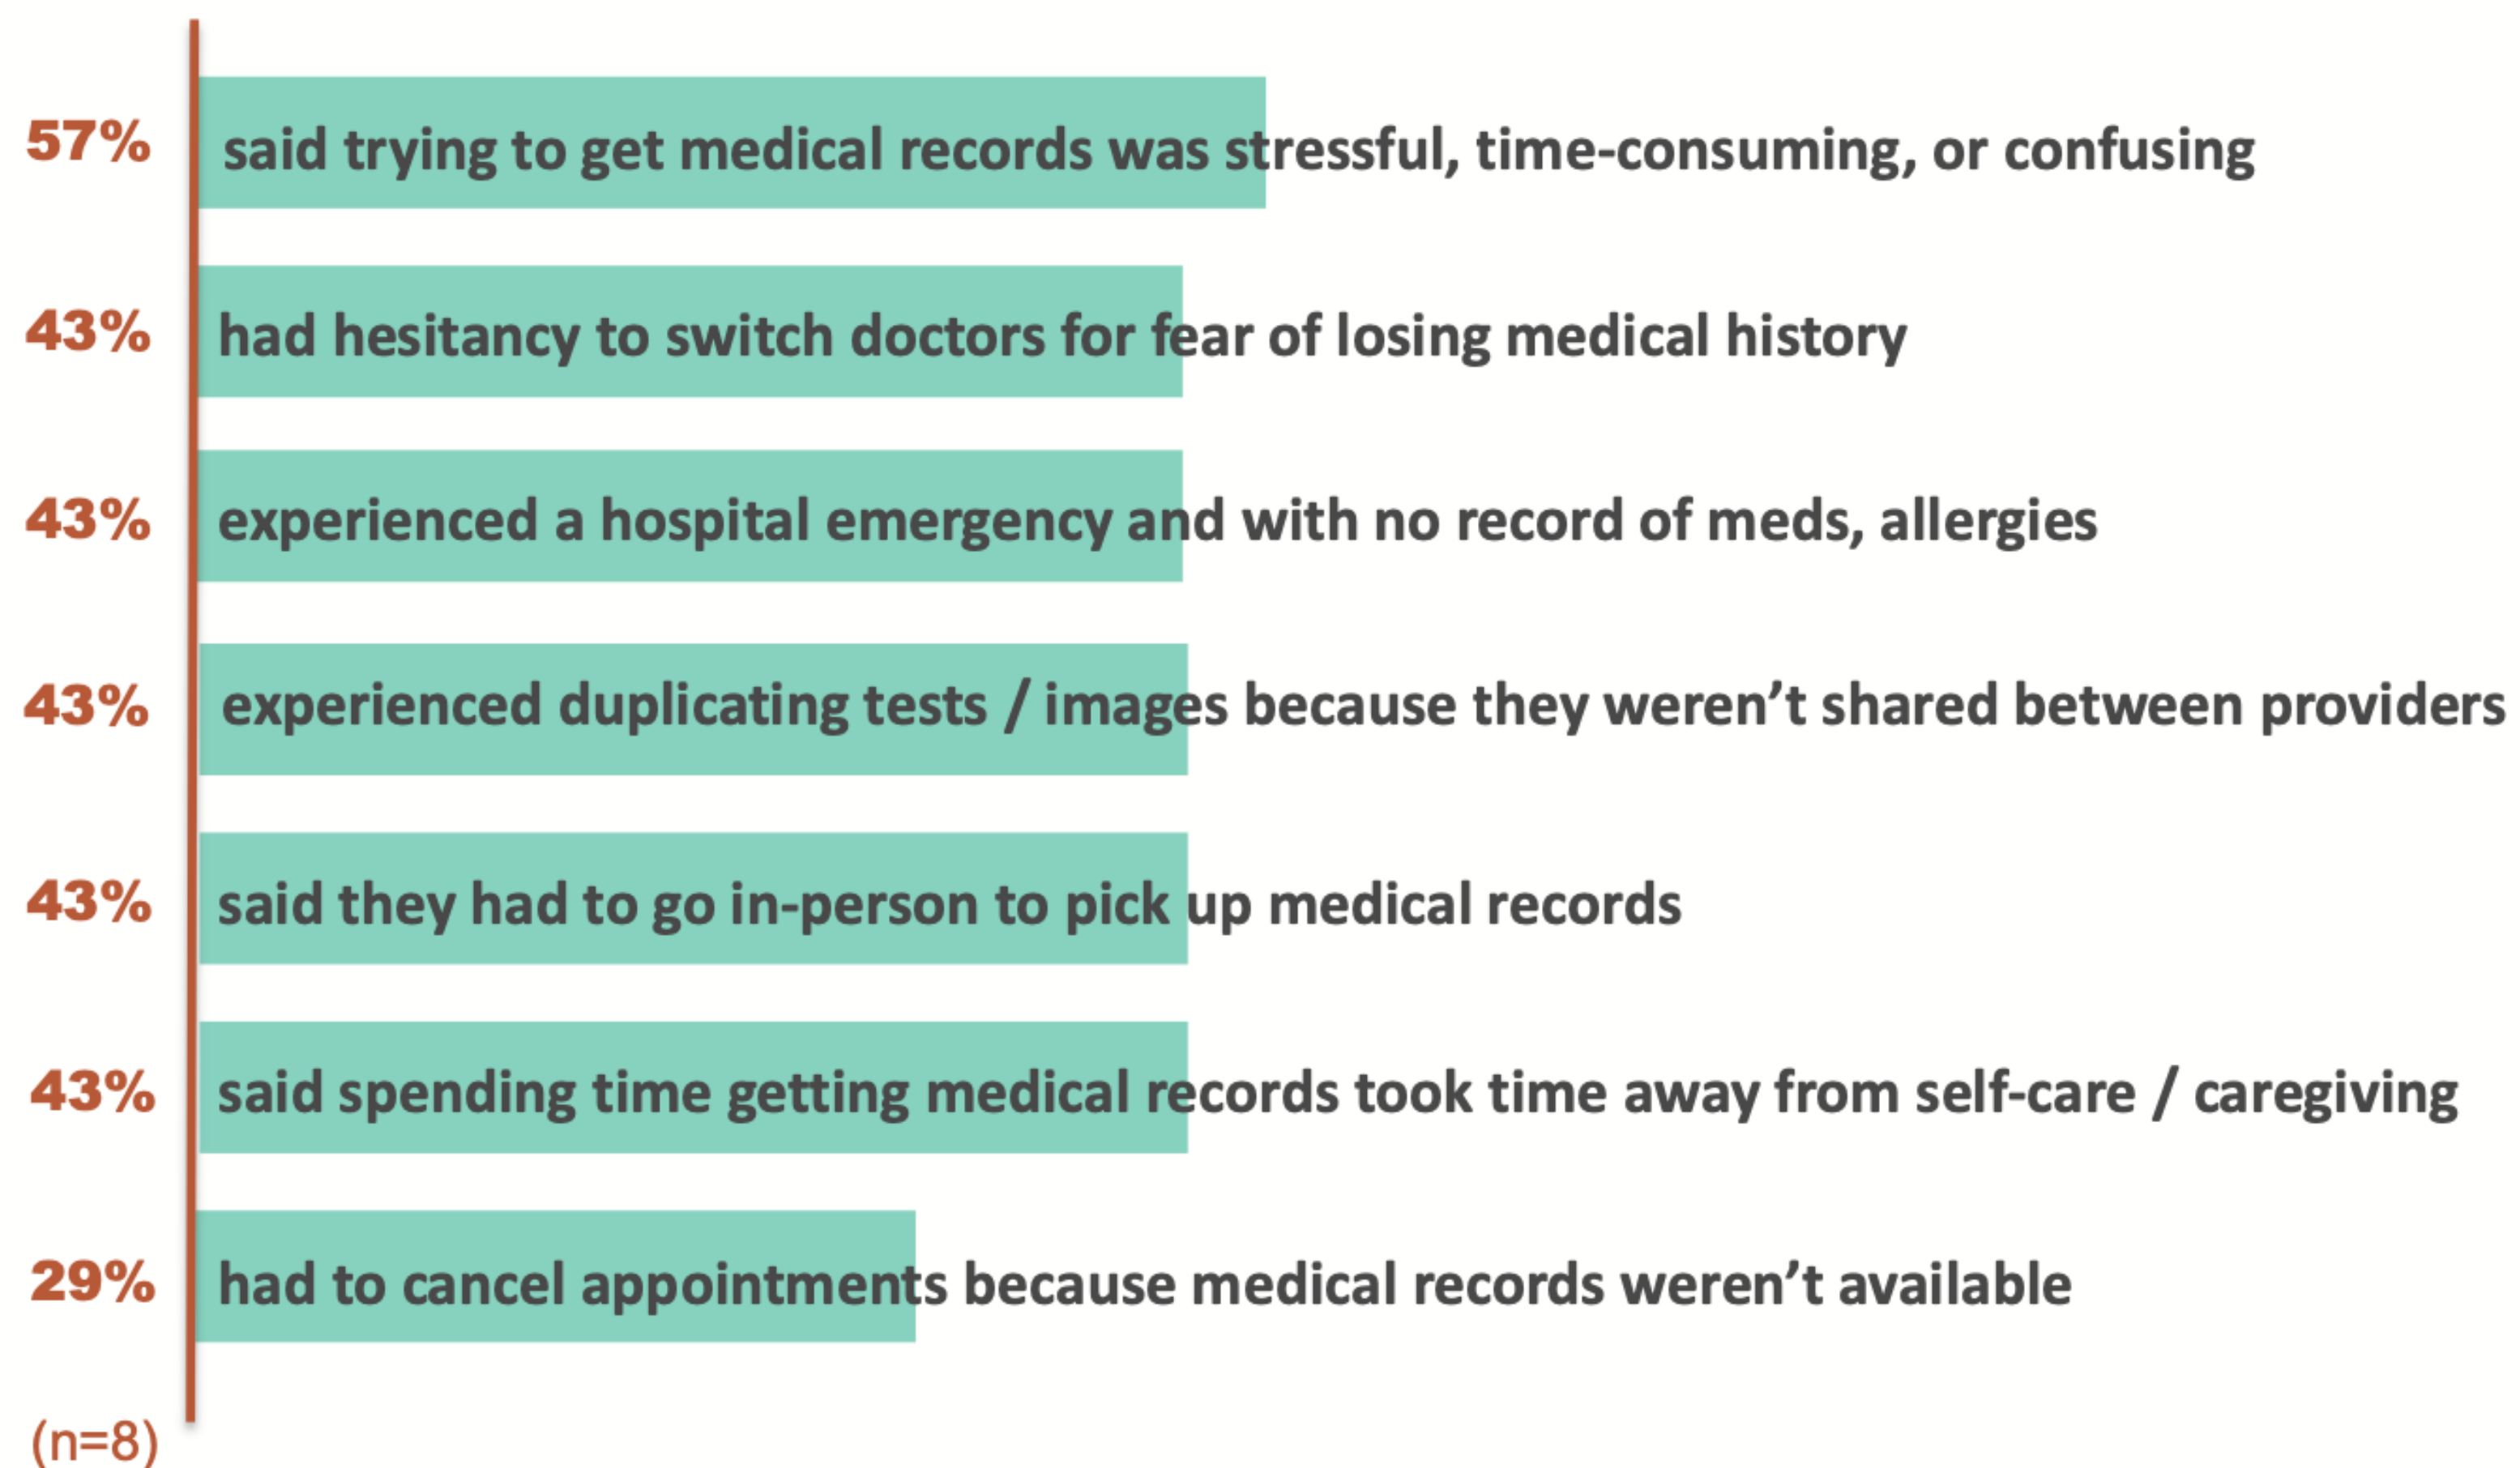 57% said trying to get medical records was stressful, time-consuming, or confusing
43% had hesitancy to switch doctors for fear of losing medical history
43% experienced a hospital emergency and with no record of meds, allergies
43% experienced duplicating tests / images because they weren’t shared between providers
43% said they had to go in-person to pick up medical records
43% said spending time getting medical records took time away from self-care / caregiving
29% had to cancel appointments because medical records weren’t available
(n=8)